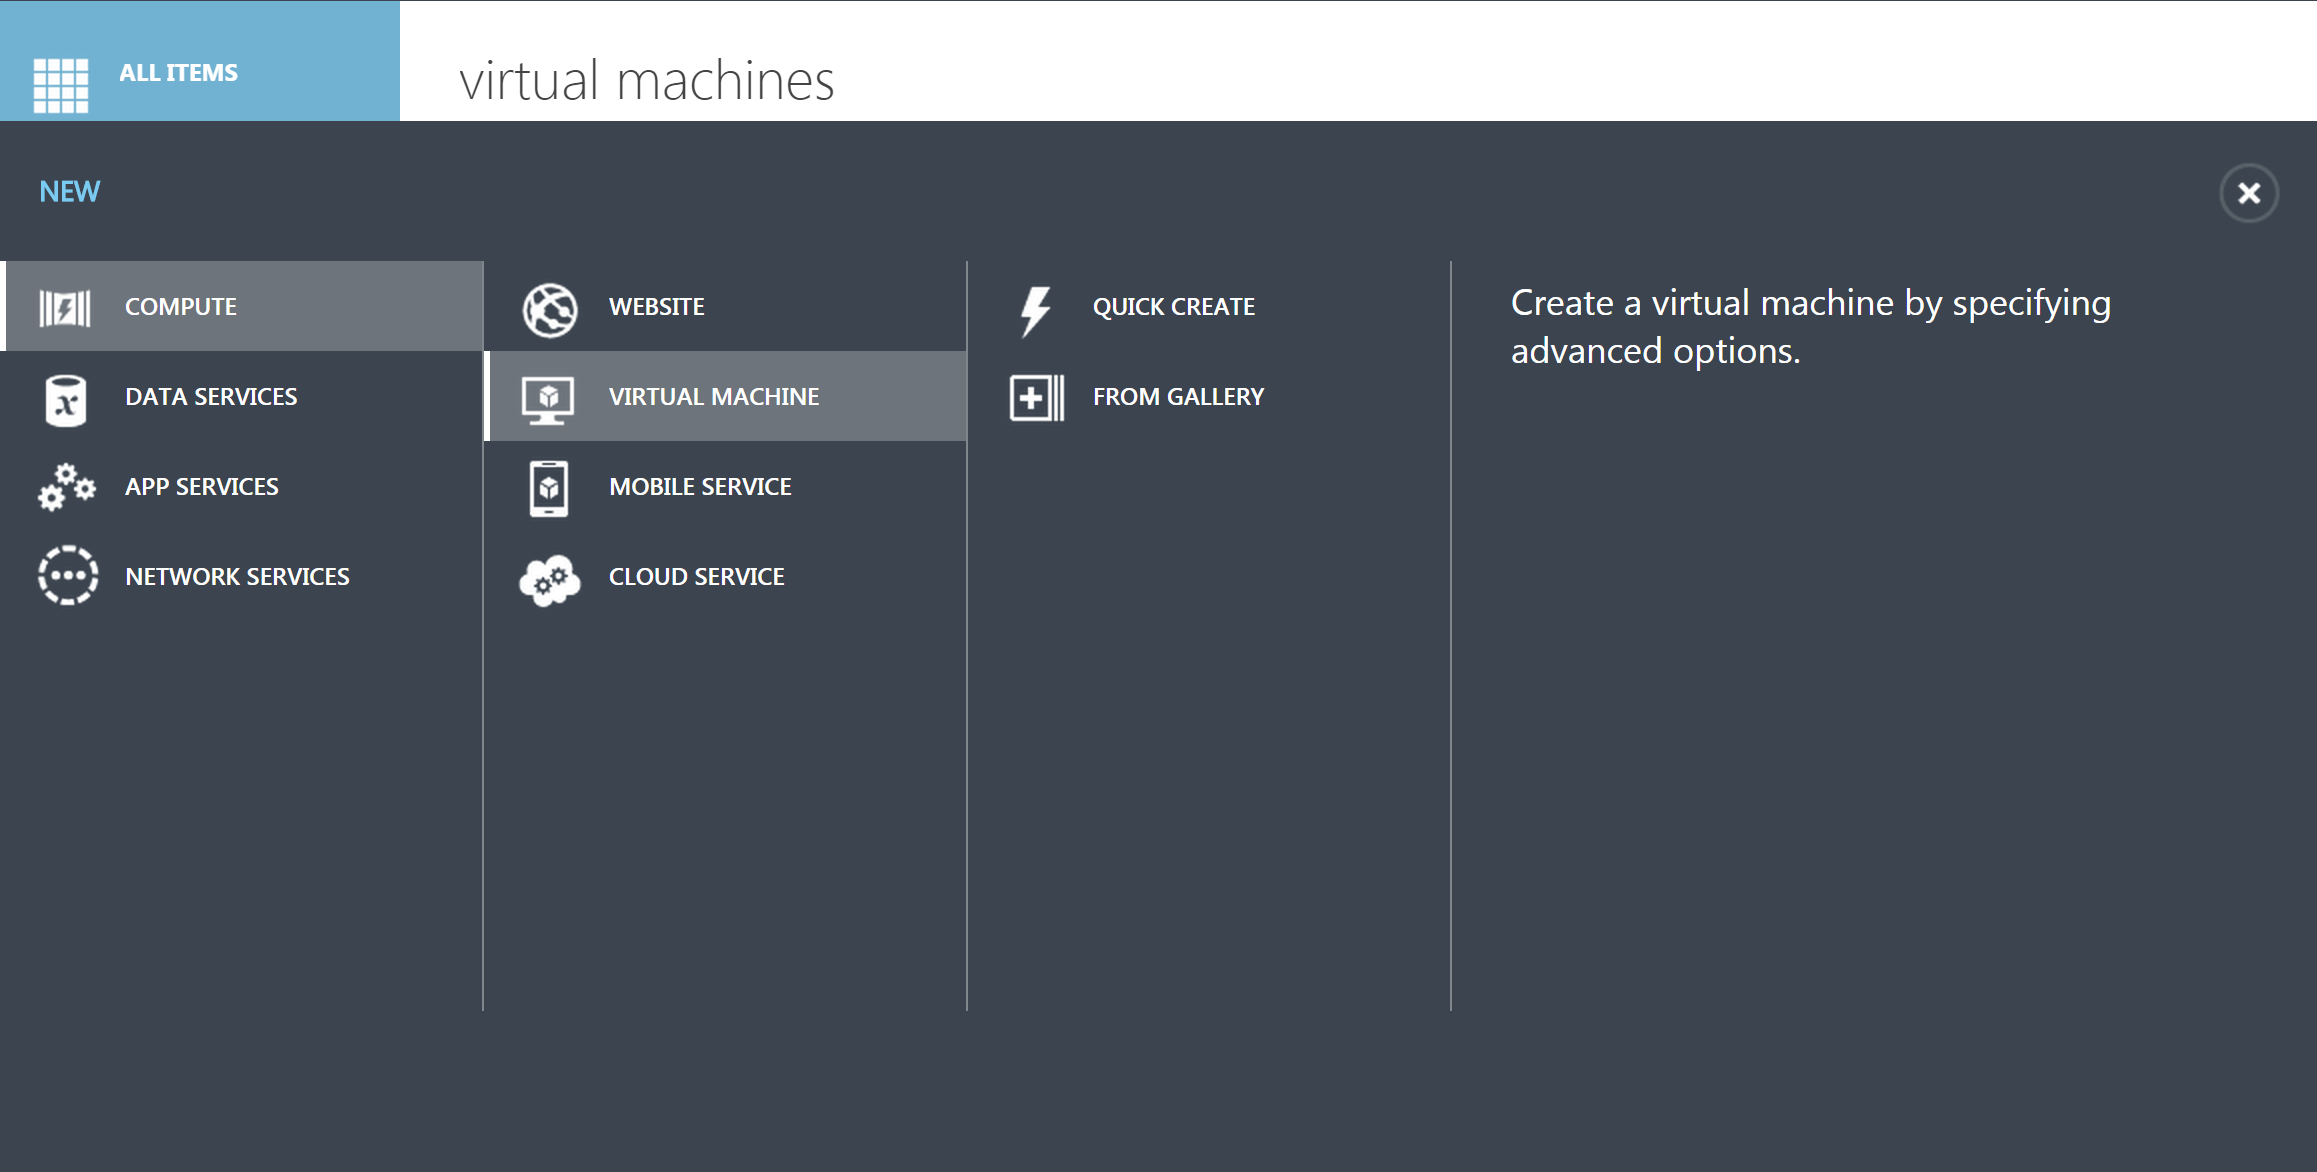 ALL ITEMS
virtual machines
NEW
COMPUTE
DATA SERVICES
APP SERVICES
NETWORK SERVICES
WEBSITE
VIRTUAL MACHINE
MOBILE SERVICE
CLOUD SERVICE
QUICK CREATE
FROM GALLERY
Create a virtual machine by specifying
advanced options.